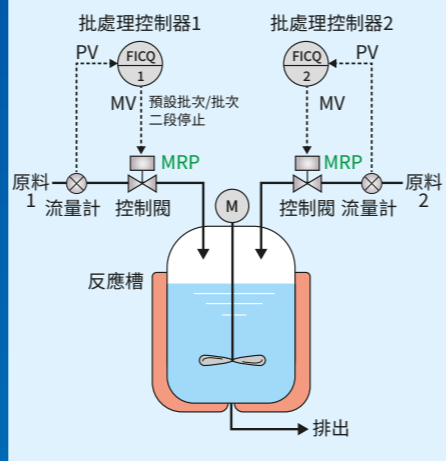 批處理控制器1
批處理控制器2
PV
FICQ
1
FICQ
2
PV
MV
預設批次/批次
二段停止
MV
MRP
MRP
原料
1
流量計
控制閥
M
控制閥
流量計
原料
2
反應槽
排出